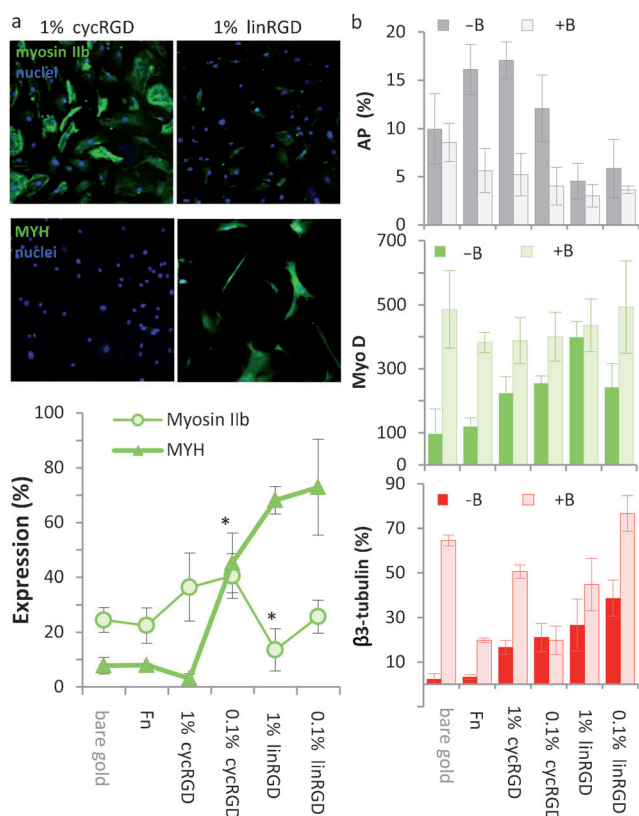 a
1% cycRGD
1% linRGD
myosin IIb
nuclei
MYH
nuclei
Expression (%)
100
80
60
40
20
0
Myosin IIb
MYH
*
*
bare gold
Fn
1% cycRGD
0.1% cycRGD
1% linRGD
0.1% linRGD
b
–B
+B
AP (%)
20
15
10
5
0
–B
+B
Myo D
700
500
300
100
0
–B
+B
β3-tubulin (%)
90
70
50
30
10
bare gold
Fn
1% cycRGD
0.1% cycRGD
1% linRGD
0.1% linRGD